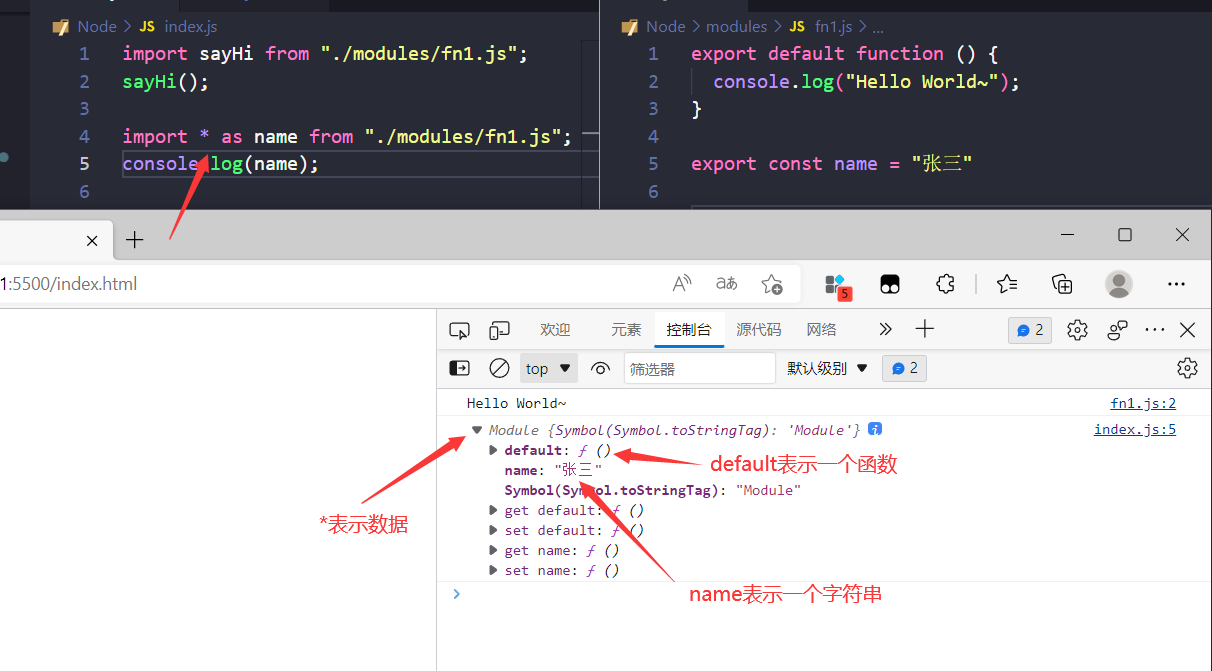 Node > JS index.js
1 import sayHi from "./modules/fn1.js";
2 sayHi();
3
4 import * as name from "./modules/fn1.js";
5 console.log(name);
6
Node > modules > JS fn1.js > ...
1 export default function () {
2 console.log("Hello World~");
3 }
4
5 export const name = "张三"
6
1:5500/index.html
5
欢迎 元素 控制台 源代码 网络 2
top 筛选器 默认级别 2
Hello World~ fn1.js:2
Module {Symbol(Symbol.toStringTag): 'Module'} index.js:5
default: ƒ ()
default表示一个函数
name: "张三"
Symbol(Symbol.toStringTag): "Module"
get default: ƒ ()
*表示数据
set default: ƒ ()
get name: ƒ ()
set name: ƒ ()
name表示一个字符串